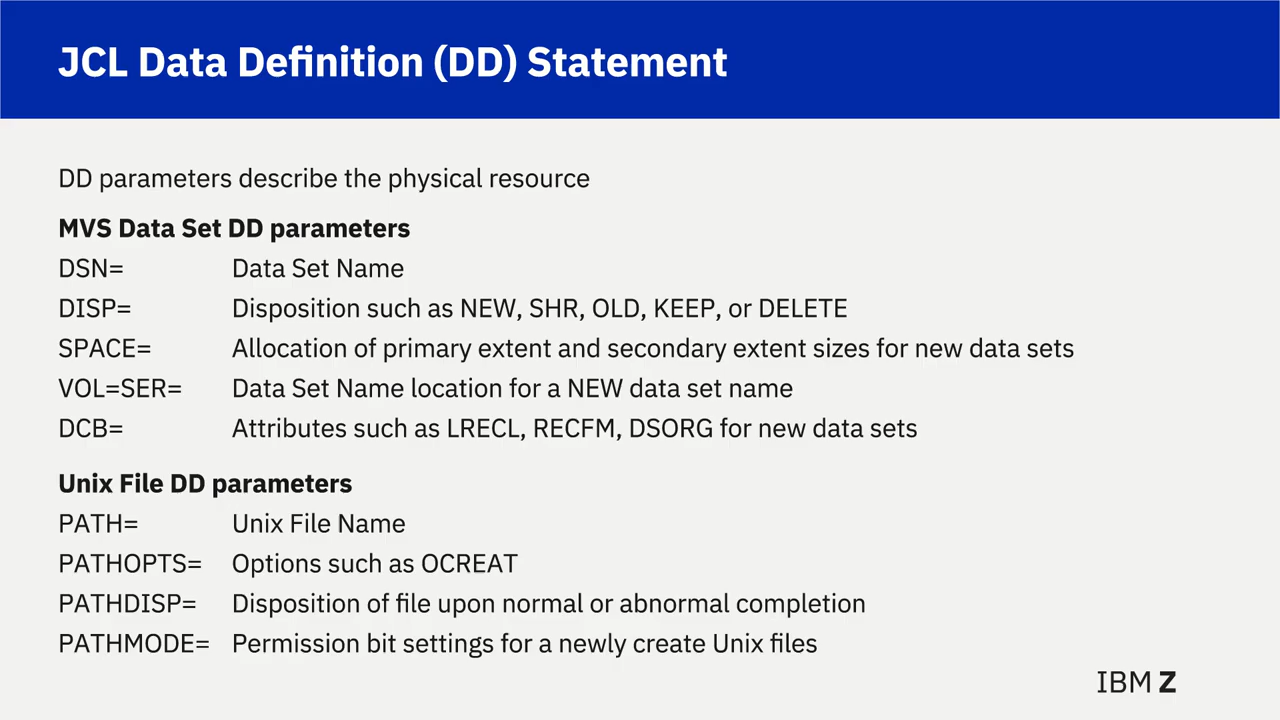 JCL Data Definition (DD) Statement
DD parameters describe the physical resource
MVS Data Set DD parameters
DSN= Data Set Name
DISP= Disposition such as NEW, SHR, OLD, KEEP, or DELETE
SPACE= Allocation of primary extent and secondary extent sizes for new data sets
VOL=SER= Data Set Name location for a NEW data set name
DCB= Attributes such as LRECL, RECFM, DSORG for new data sets
Unix File DD parameters
PATH= Unix File Name
PATHOPTS= Options such as OCREAT
PATHDISP= Disposition of file upon normal or abnormal completion
PATHMODE= Permission bit settings for a newly create Unix files
IBM Z